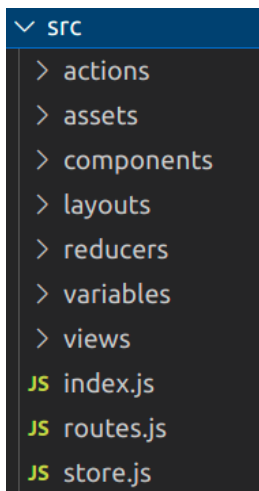 src
actions
assets
components
layouts
reducers
variables
views
JS index.js
JS routes.js
JS store.js